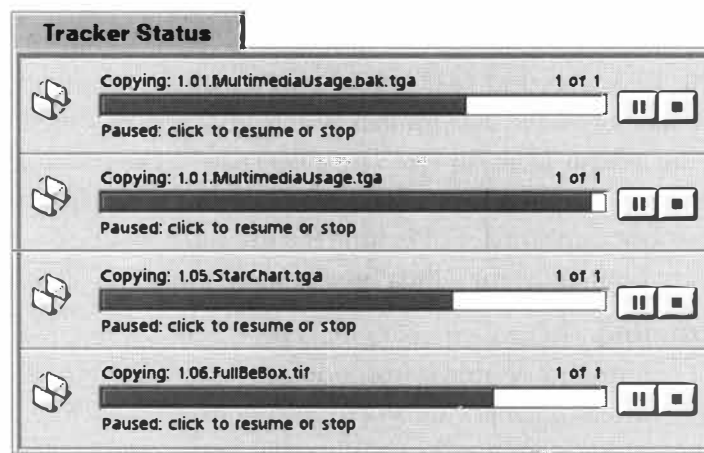 Tracker Status
Copying: 1.01.MultimediaUsage.bak.tga 1 of 1
Paused: click to resume or stop
Copying: 1.01.MultimediaUsage.tga 1 of 1
Paused: click to resume or stop
Copying: 1.05.StarChart.tga 1 of 1
Paused: click to resume or stop
Copying: 1.06.FullBeBox.tif 1 of 1
Paused: click to resume or stop